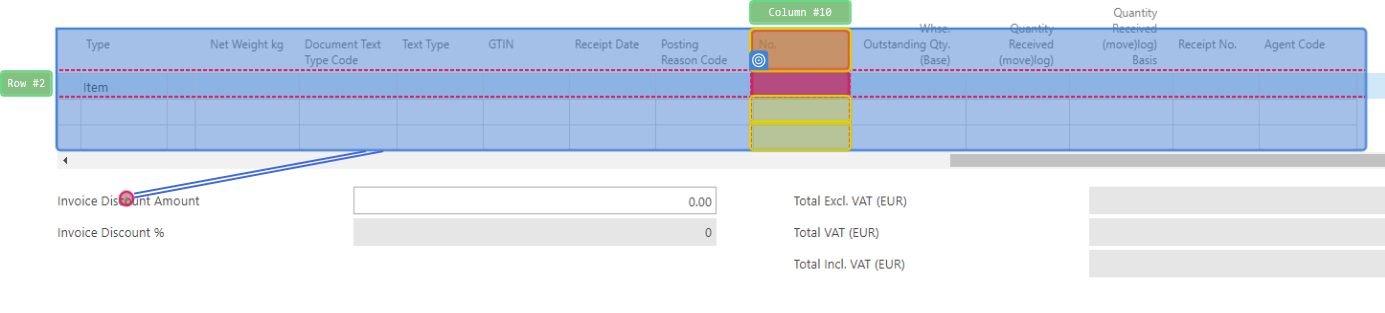 Column #10
Type
Net Weight kg
Document Text
Type Code
Text Type
GTIN
Receipt Date
Posting
Reason Code
No.
Whse.
Outstanding Qty.
(Base)
Quantity
Received
(move)log)
Quantity
Received
(move)log)
Basis
Receipt No.
Agent Code
Row #2
Item
Invoice Discount Amount
0.00
Total Excl. VAT (EUR)
Invoice Discount %
0
Total VAT (EUR)
Total Incl. VAT (EUR)